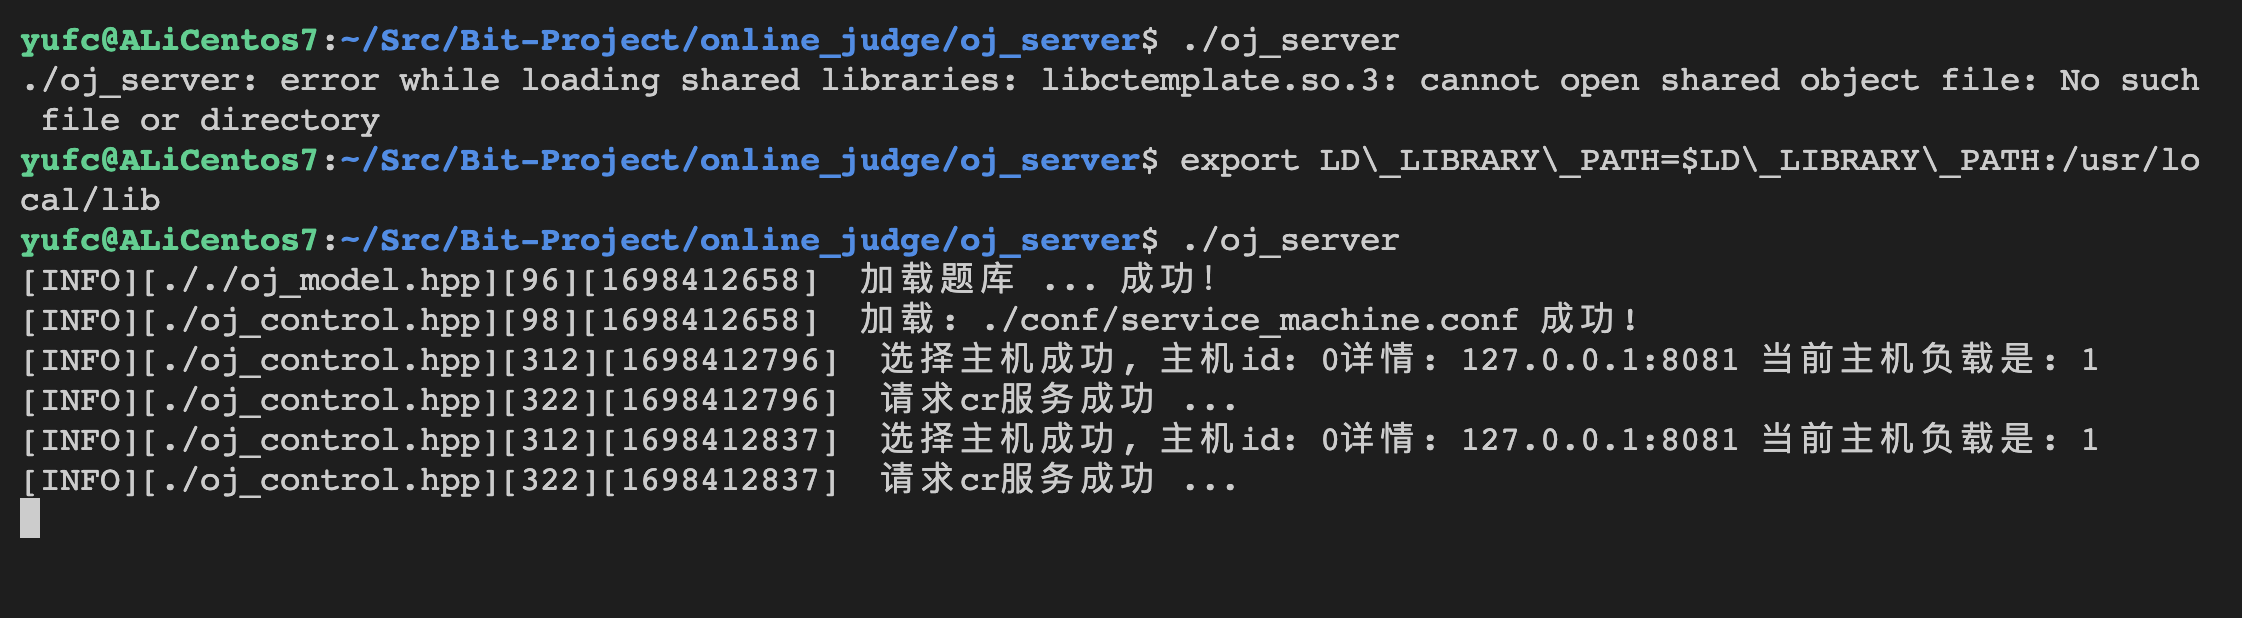 yufc@ALiCentos7:~/Src/Bit-Project/online_judge/oj_server$ ./oj_server
./oj_server: error while loading shared libraries: libctemplate.so.3: cannot open shared object file: No such
 file or directory
yufc@ALiCentos7:~/Src/Bit-Project/online_judge/oj_server$ export LD\_LIBRARY\_PATH=$LD\_LIBRARY\_PATH:/usr/lo
cal/lib
yufc@ALiCentos7:~/Src/Bit-Project/online_judge/oj_server$ ./oj_server
[INFO][././oj_model.hpp][96][1698412658]  加载题库 ... 成功!
[INFO][./oj_control.hpp][98][1698412658]  加载: ./conf/service_machine.conf 成功!
[INFO][./oj_control.hpp][312][1698412796]  选择主机成功, 主机id: 0详情: 127.0.0.1:8081 当前主机负载是: 1
[INFO][./oj_control.hpp][322][1698412796]  请求cr服务成功 ...
[INFO][./oj_control.hpp][312][1698412837]  选择主机成功, 主机id: 0详情: 127.0.0.1:8081 当前主机负载是: 1
[INFO][./oj_control.hpp][322][1698412837]  请求cr服务成功 ...